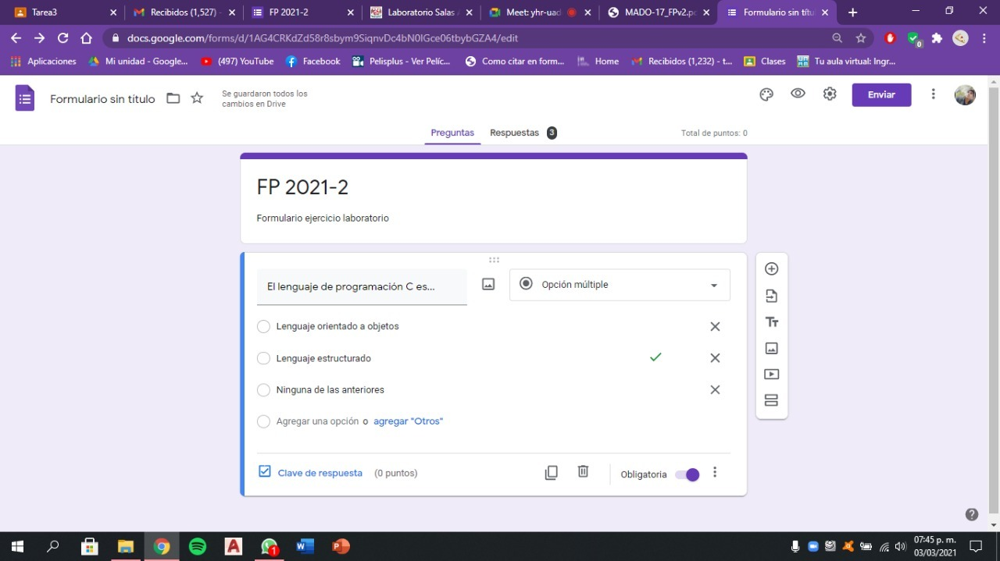 Tarea3
Recibidos (1,527) -
FP 2021-2
Laboratorio Salas
Meet: yhr-uad
MADO-17_FPv2.p
Formulario sin títu
docs.google.com/forms/d/1AG4CRKdZd58r8sbym9SiqnvDc4bN0IGce06tbybGZA4/edit
Aplicaciones
Mi unidad - Google...
(497) YouTube
Facebook
Pelisplus - Ver Pelíc...
Como citar en form...
Home
Recibidos (1,232) - t...
Clases
Tu aula virtual: Ingr...
Formulario sin título
Se guardaron todos los
cambios en Drive
Enviar
Preguntas
Respuestas 3
Total de puntos: 0
FP 2021-2
Formulario ejercicio laboratorio
El lenguaje de programación C es...
Opción múltiple
Lenguaje orientado a objetos
Lenguaje estructurado
Ninguna de las anteriores
Agregar una opción o agregar "Otros"
Clave de respuesta (0 puntos)
Obligatoria
07:45 p. m.
03/03/2021